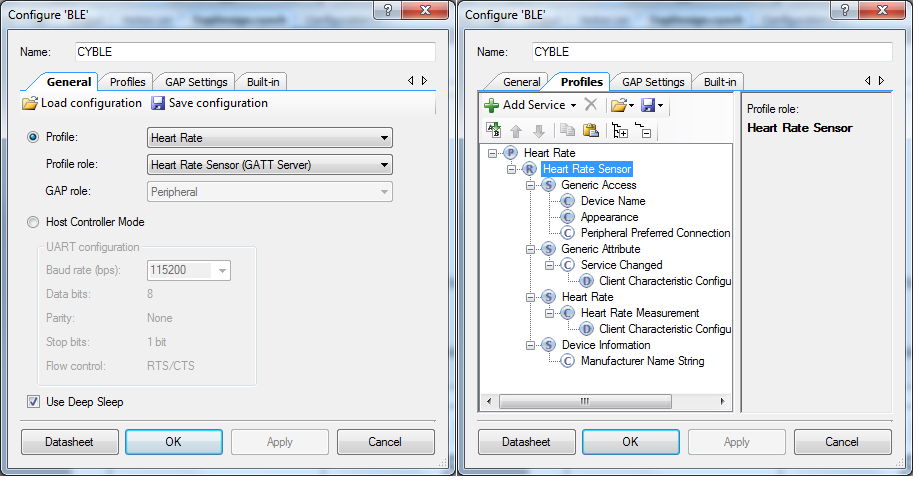 Configure 'BLE'
Name: CYBLE
General Profiles GAP Settings Built-in
Load configuration Save configuration
Profile: Heart Rate
Profile role: Heart Rate Sensor (GATT Server)
GAP role: Peripheral
Host Controller Mode
UART configuration
Baud rate (bps): 115200
Data bits: 8
Parity: None
Stop bits: 1 bit
Flow control: RTS/CTS
Use Deep Sleep
Datasheet OK Apply Cancel
Configure 'BLE'
Name: CYBLE
General Profiles GAP Settings Built-in
Add Service
P Heart Rate
R Heart Rate Sensor
S Generic Access
C Device Name
C Appearance
C Peripheral Preferred Connection
S Generic Attribute
C Service Changed
D Client Characteristic Configu
S Heart Rate
C Heart Rate Measurement
D Client Characteristic Configu
S Device Information
C Manufacturer Name String
Profile role:
Heart Rate Sensor
Datasheet OK Apply Cancel